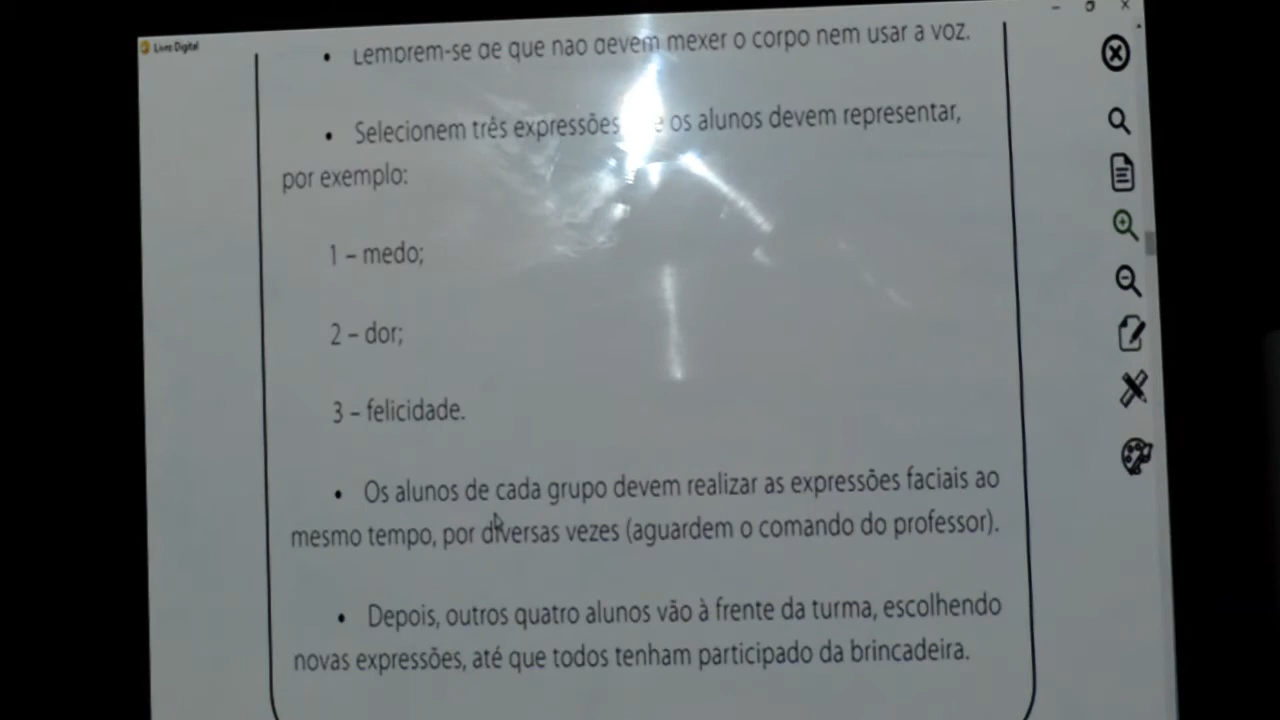 Livro Digital
• Lembrem-se de que não devem mexer o corpo nem usar a voz.
• Selecionem três expressões os alunos devem representar,
por exemplo:
1 – medo;
2 – dor;
3 – felicidade.
• Os alunos de cada grupo devem realizar as expressões faciais ao
mesmo tempo, por diversas vezes (aguardem o comando do professor).
• Depois, outros quatro alunos vão à frente da turma, escolhendo
novas expressões, até que todos tenham participado da brincadeira.